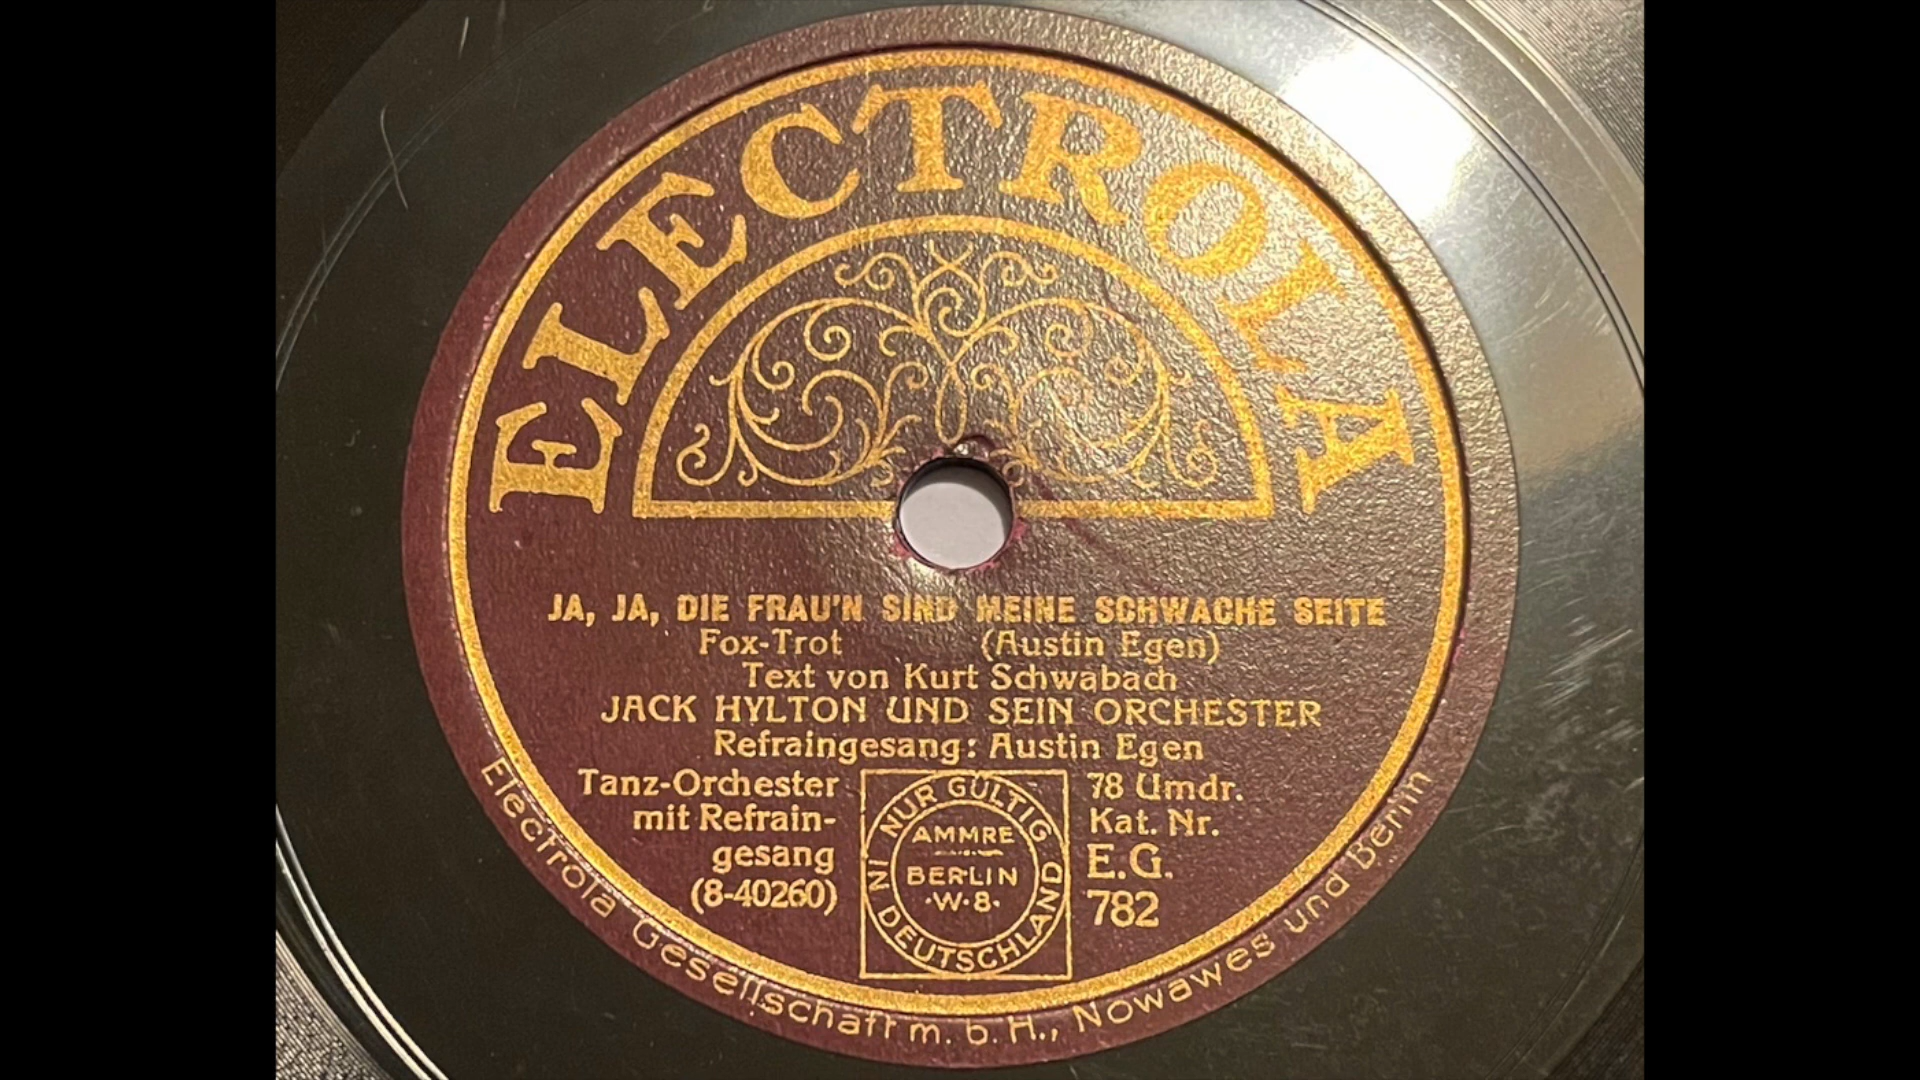 ELECTROLA
JA, JA, DIE FRAU'N SIND MEINE SCHWACHE SEITE
Fox-Trot (Austin Egen)
Text von Kurt Schwabach
JACK HYLTON UND SEIN ORCHESTER
Refraingesang: Austin Egen
Tanz-Orchester
mit Refrain-
gesang
(8-40260)
NUR GÜLTIG
IN DEUTSCHLAND
AMMRE
BERLIN
·W·8·
78 Umdr.
Kat. Nr.
E.G.
782
Electrola Gesellschaft m. b. H., Nowawes und Berlin